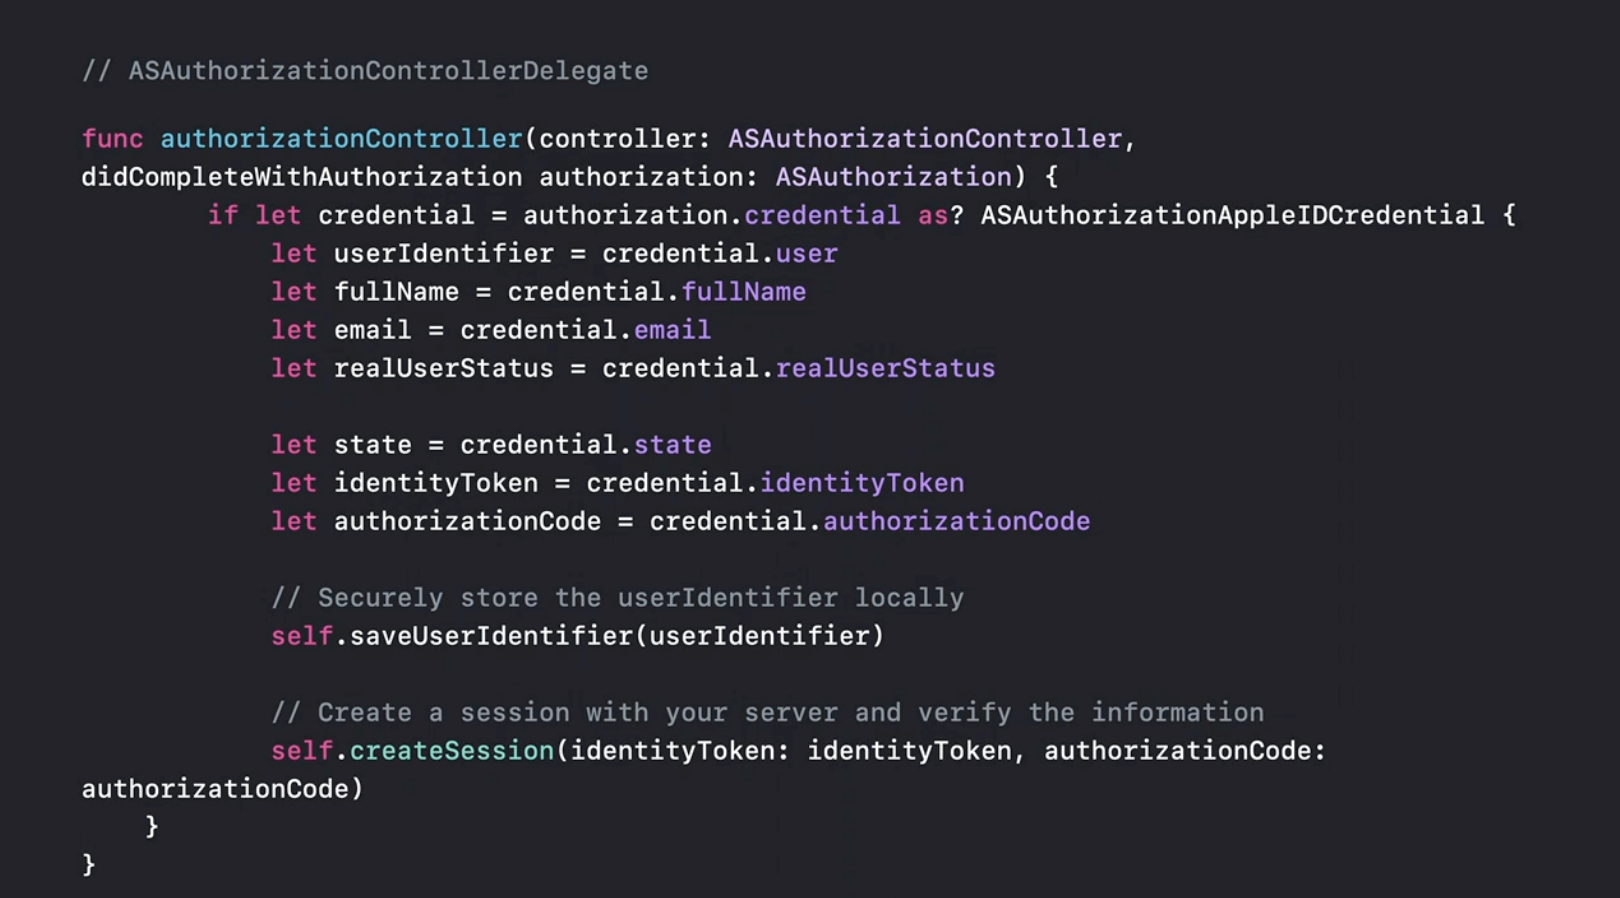 // ASAuthorizationControllerDelegate
func authorizationController(controller: ASAuthorizationController,
didCompleteWithAuthorization authorization: ASAuthorization) {
if let credential = authorization.credential as? ASAuthorizationAppleIDCredential {
let userIdentifier = credential.user
let fullName = credential.fullName
let email = credential.email
let realUserStatus = credential.realUserStatus
let state = credential.state
let identityToken = credential.identityToken
let authorizationCode = credential.authorizationCode
// Securely store the userIdentifier locally
self.saveUserIdentifier(userIdentifier)
// Create a session with your server and verify the information
self.createSession(identityToken: identityToken, authorizationCode:
authorizationCode)
}
}